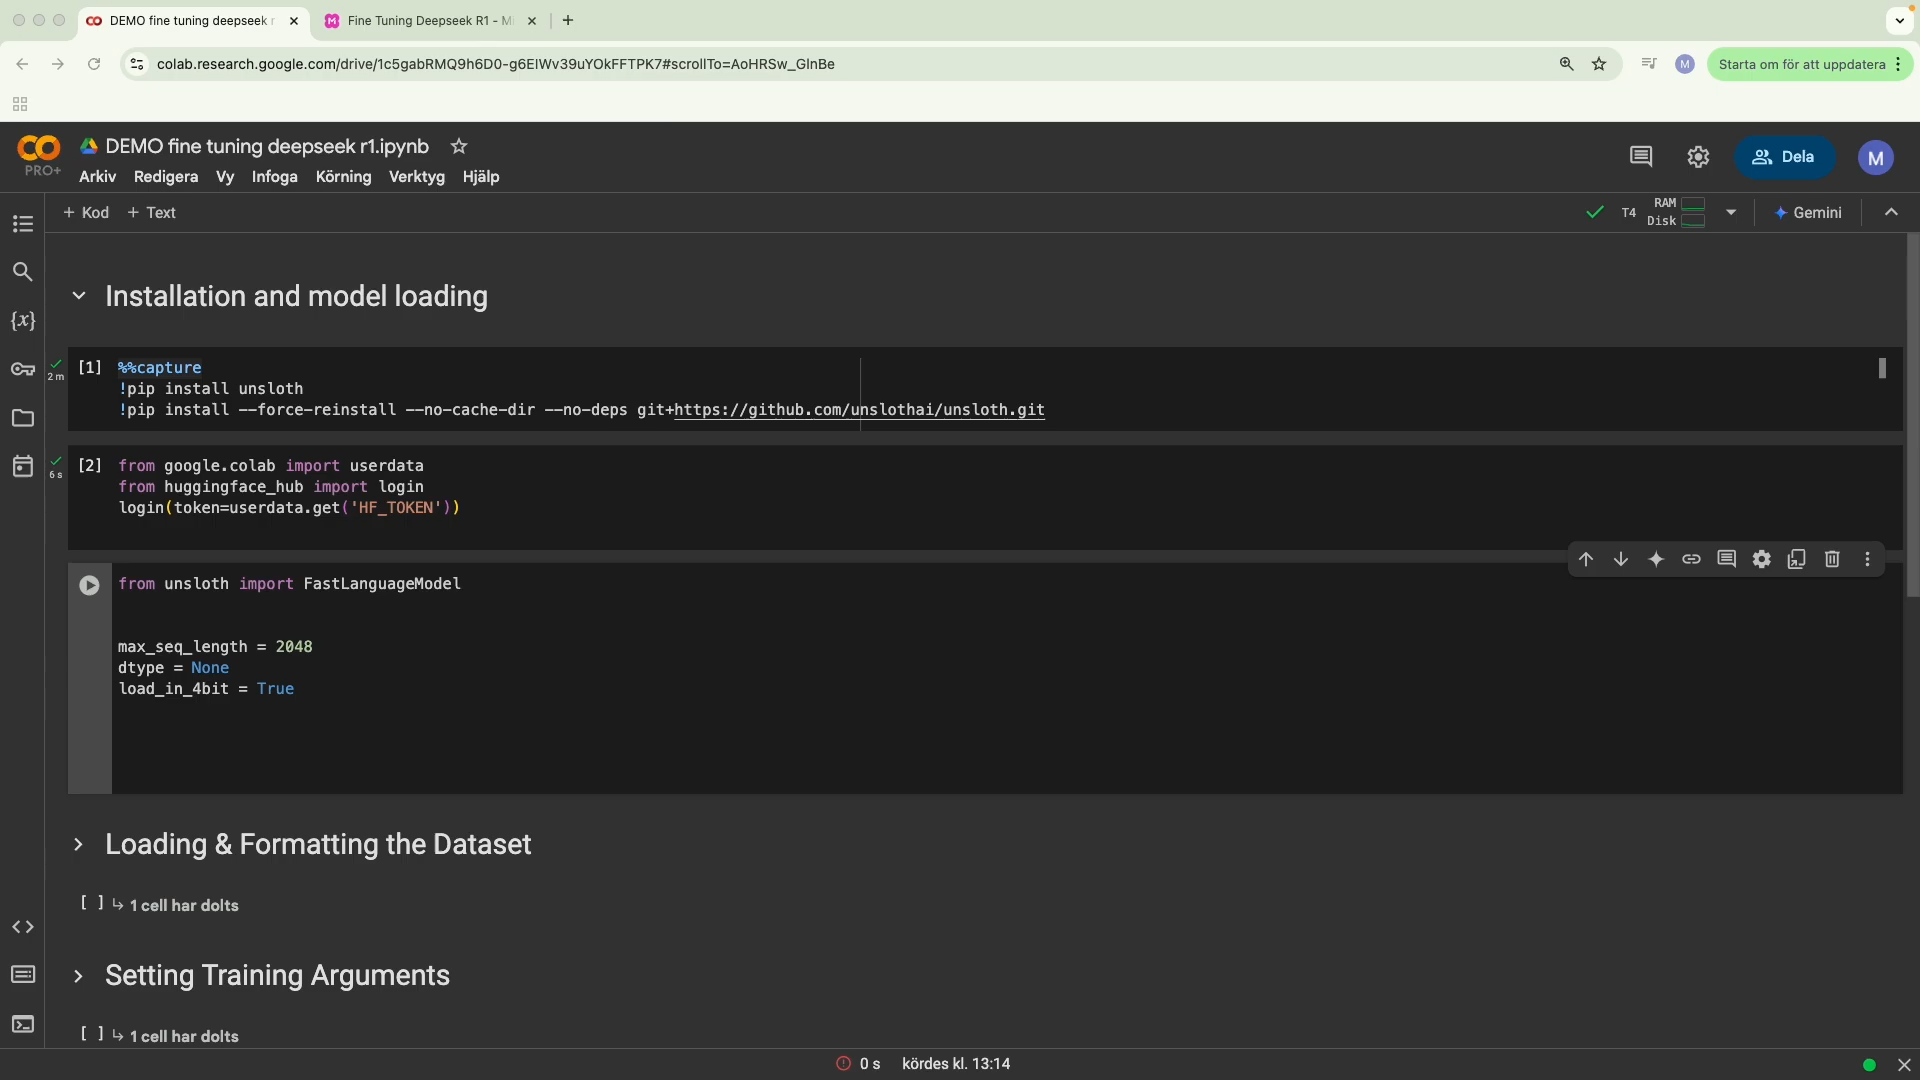 DEMO fine tuning deepseek r
Fine Tuning Deepseek R1 - M
colab.research.google.com/drive/1c5gabRMQ9h6D0-g6ElWv39uYOkFFTPK7#scrollTo=AoHRSw_GlnBe
M
Starta om för att uppdatera
PRO+
DEMO fine tuning deepseek r1.ipynb
Arkiv Redigera Vy Infoga Körning Verktyg Hjälp
Dela
M
+ Kod + Text
T4
RAM
Disk
Gemini
Installation and model loading
2 m
[1] %%capture
!pip install unsloth
!pip install --force-reinstall --no-cache-dir --no-deps git+https://github.com/unslothai/unsloth.git
6 s
[2] from google.colab import userdata
from huggingface_hub import login
login(token=userdata.get('HF_TOKEN'))
from unsloth import FastLanguageModel
max_seq_length = 2048
dtype = None
load_in_4bit = True
Loading & Formatting the Dataset
[ ] ↳ 1 cell har dolts
Setting Training Arguments
[ ] ↳ 1 cell har dolts
0 s kördes kl. 13:14